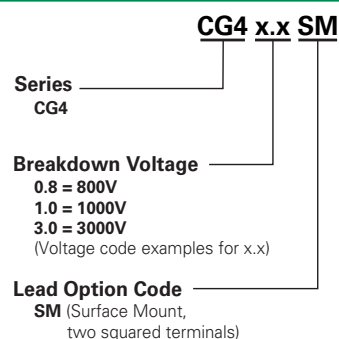 CG4 x.x SM
Series
CG4
Breakdown Voltage
0.8 = 800V
1.0 = 1000V
3.0 = 3000V
(Voltage code examples for x.x)
Lead Option Code
SM (Surface Mount,
two squared terminals)